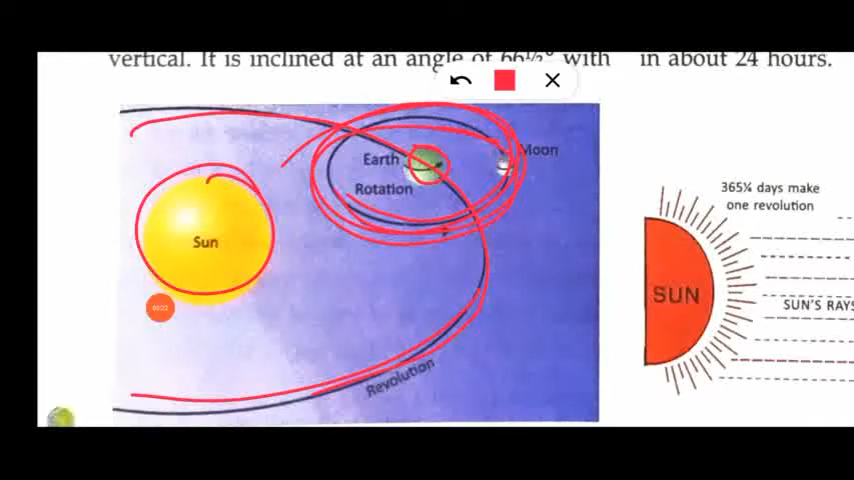 vertical. It is inclined at an angle of 66½° with
in about 24 hours.
Earth
Moon
Rotation
Sun
Revolution
365¼ days make
one revolution
SUN
SUN'S RAYS